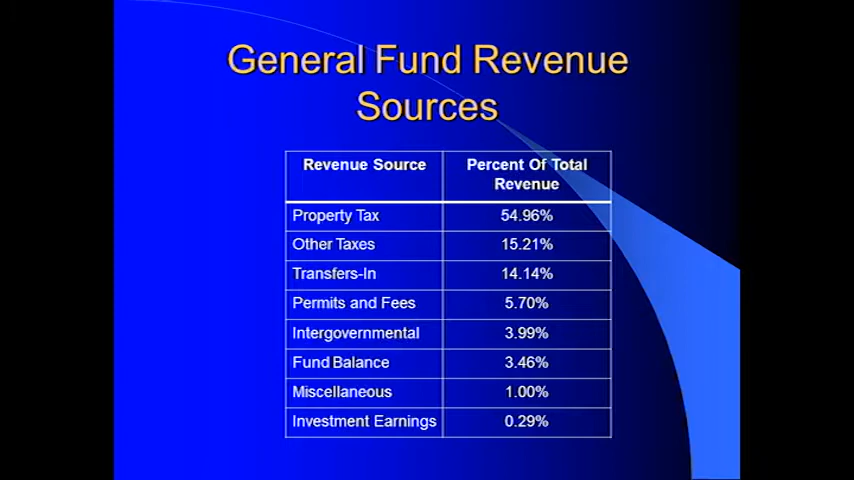 General Fund Revenue
Sources
Revenue Source Percent Of Total
Revenue
Property Tax 54.96%
Other Taxes 15.21%
Transfers-In 14.14%
Permits and Fees 5.70%
Intergovernmental 3.99%
Fund Balance 3.46%
Miscellaneous 1.00%
Investment Earnings 0.29%